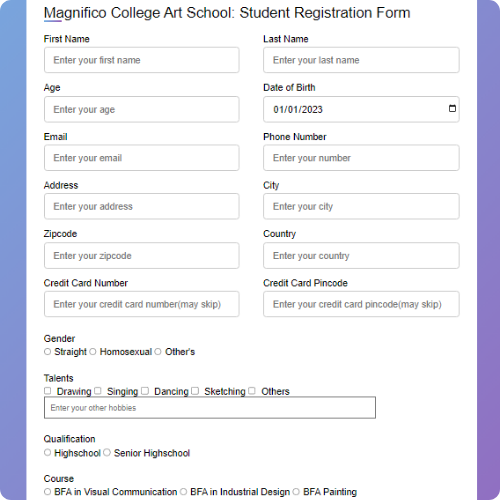 Magnifico College Art School: Student Registration Form
First Name Last Name
Enter your first name Enter your last name
Age Date of Birth
Enter your age 01/01/2023
Email Phone Number
Enter your email Enter your number
Address City
Enter your address Enter your city
Zipcode Country
Enter your zipcode Enter your country
Credit Card Number Credit Card Pincode
Enter your credit card number(may skip) Enter your credit card pincode(may skip)
Gender
Straight Homosexual Other's
Talents
Drawing Singing Dancing Sketching Others
Enter your other hobbies
Qualification
Highschool Senior Highschool
Course
BFA in Visual Communication BFA in Industrial Design BFA Painting